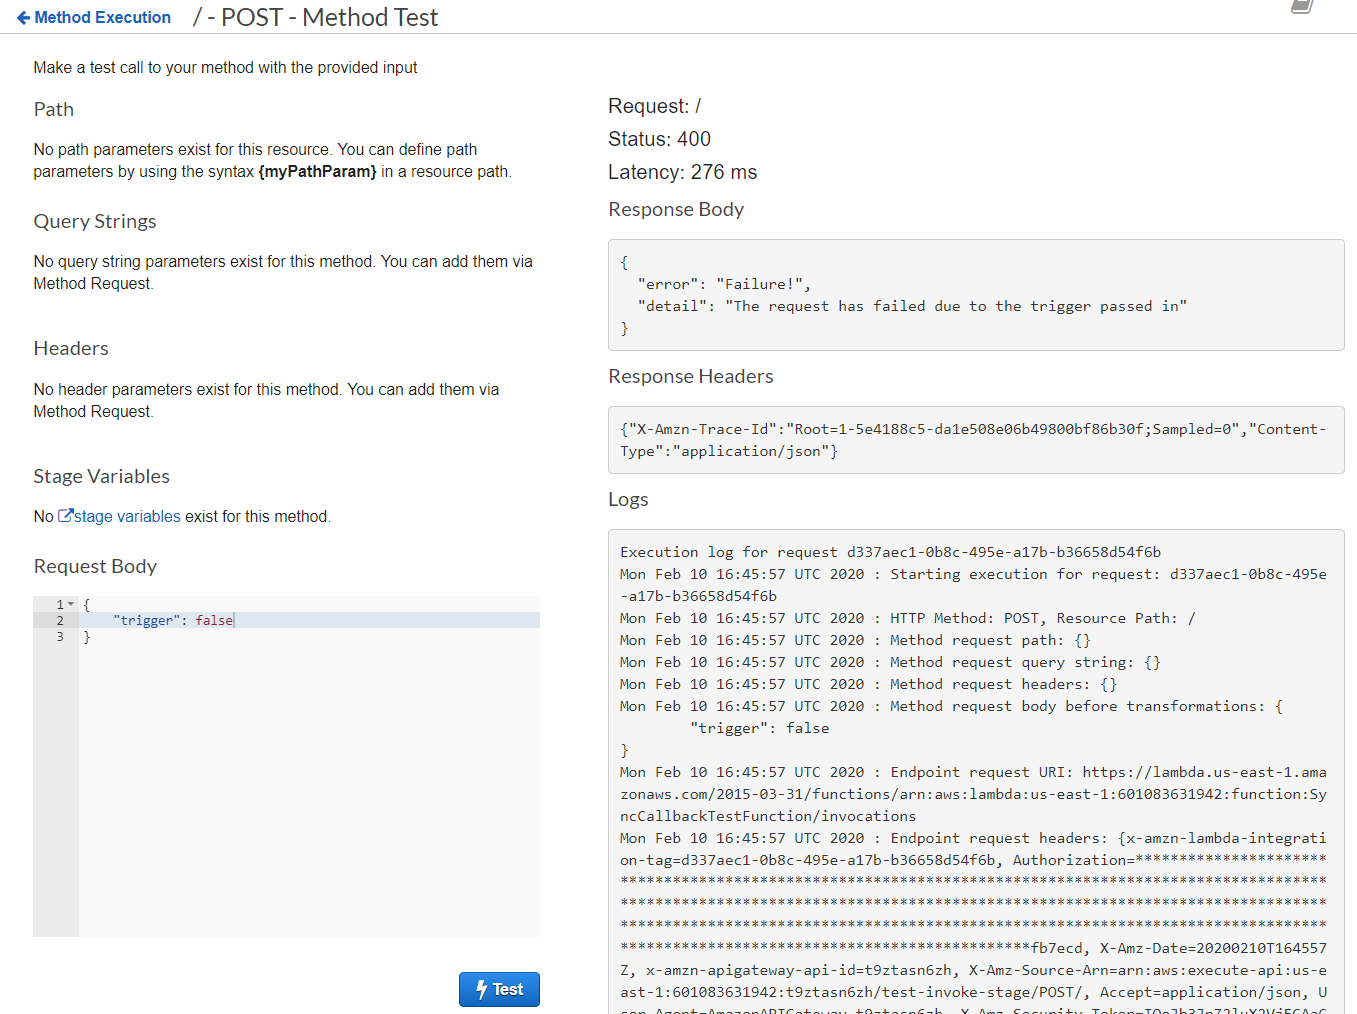 Method Execution / - POST - Method Test
Make a test call to your method with the provided input
Path
No path parameters exist for this resource. You can define path
parameters by using the syntax {myPathParam} in a resource path.
Query Strings
No query string parameters exist for this method. You can add them via
Method Request.
Headers
No header parameters exist for this method. You can add them via
Method Request.
Stage Variables
No stage variables exist for this method.
Request Body
1 {
2 "trigger": false
3 }
Test
Request: /
Status: 400
Latency: 276 ms
Response Body
{
"error": "Failure!",
"detail": "The request has failed due to the trigger passed in"
}
Response Headers
{"X-Amzn-Trace-Id":"Root=1-5e4188c5-da1e508e06b49800bf86b30f;Sampled=0","Content-
Type":"application/json"}
Logs
Execution log for request d337aec1-0b8c-495e-a17b-b36658d54f6b
Mon Feb 10 16:45:57 UTC 2020 : Starting execution for request: d337aec1-0b8c-495e
-a17b-b36658d54f6b
Mon Feb 10 16:45:57 UTC 2020 : HTTP Method: POST, Resource Path: /
Mon Feb 10 16:45:57 UTC 2020 : Method request path: {}
Mon Feb 10 16:45:57 UTC 2020 : Method request query string: {}
Mon Feb 10 16:45:57 UTC 2020 : Method request headers: {}
Mon Feb 10 16:45:57 UTC 2020 : Method request body before transformations: {
"trigger": false
}
Mon Feb 10 16:45:57 UTC 2020 : Endpoint request URI: https://lambda.us-east-1.ama
zonaws.com/2015-03-31/functions/arn:aws:lambda:us-east-1:601083631942:function:Sy
ncCallbackTestFunction/invocations
Mon Feb 10 16:45:57 UTC 2020 : Endpoint request headers: {x-amzn-lambda-integrati
on-tag=d337aec1-0b8c-495e-a17b-b36658d54f6b, Authorization=**********************
*********************************************************************************
*********************************************************************************
*********************************************************************************
***********************************************fb7ecd, X-Amz-Date=20200210T164557
Z, x-amzn-apigateway-api-id=t9ztasn6zh, X-Amz-Source-Arn=arn:aws:execute-api:us-e
ast-1:601083631942:t9ztasn6zh/test-invoke-stage/POST/, Accept=application/json, U